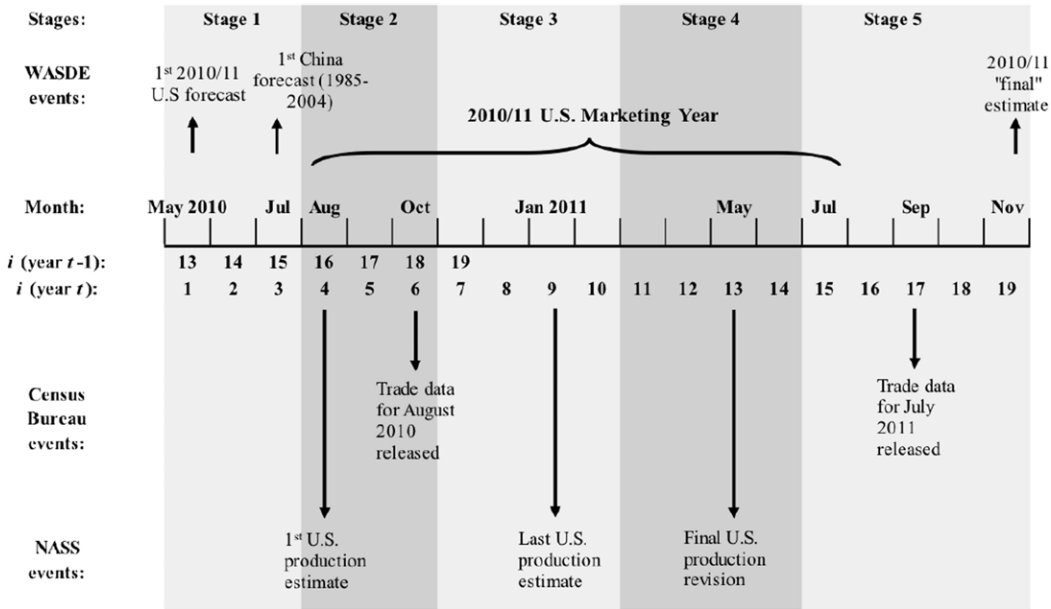 Stages: Stage 1 Stage 2 Stage 3 Stage 4 Stage 5
WASDE
events:
1st 2010/11
U.S forecast
1st China
forecast (1985-
2004)
2010/11
"final"
estimate
2010/11 U.S. Marketing Year
Month: May 2010 Jul Aug Oct Jan 2011 May Jul Sep Nov
i (year t-1): 13 14 15 16 17 18 19
i (year t): 1 2 3 4 5 6 7 8 9 10 11 12 13 14 15 16 17 18 19
Census
Bureau
events:
Trade data
for August
2010
released
Trade data
for July
2011
released
NASS
events:
1st U.S.
production
estimate
Last U.S.
production
estimate
Final U.S.
production
revision